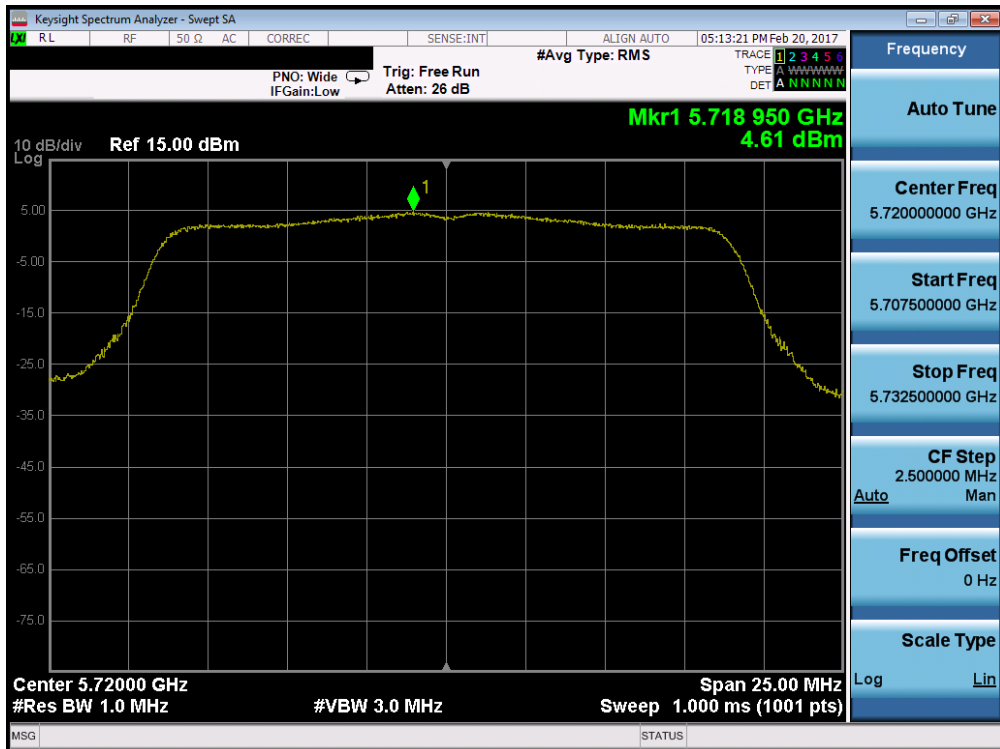 Keysight Spectrum Analyzer - Swept SA
LXI RL RF 50 Ω AC CORREC SENSE:INT ALIGN AUTO 05:13:21 PM Feb 20, 2017
#Avg Type: RMS
TRACE 1 2 3 4 5 6
PNO: Wide Trig: Free Run
TYPE A WWWWW
IFGain:Low Atten: 26 dB
DET A N N N N N
Mkr1 5.718 950 GHz
4.61 dBm
10 dB/div Ref 15.00 dBm
Log
1
5.00
-5.00
-15.0
-25.0
-35.0
-45.0
-55.0
-65.0
-75.0
Center 5.72000 GHz Span 25.00 MHz
#Res BW 1.0 MHz #VBW 3.0 MHz Sweep 1.000 ms (1001 pts)
MSG STATUS
Frequency
Auto Tune
Center Freq
5.720000000 GHz
Start Freq
5.707500000 GHz
Stop Freq
5.732500000 GHz
CF Step
2.500000 MHz
Auto Man
Freq Offset
0 Hz
Scale Type
Log Lin